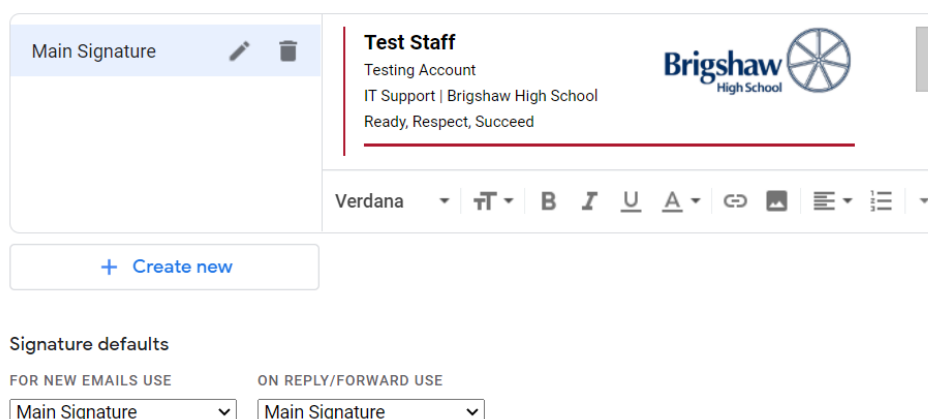 Main Signature
Test Staff
Testing Account
IT Support | Brigshaw High School
Ready, Respect, Succeed
Brigshaw
High School
Verdana
B I U A
+ Create new
Signature defaults
FOR NEW EMAILS USE
ON REPLY/FORWARD USE
Main Signature
Main Signature